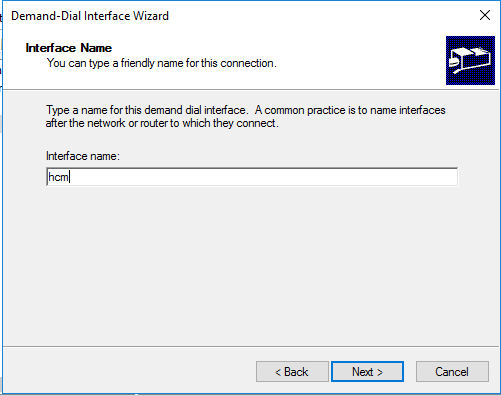 Demand-Dial Interface Wizard
Interface Name
You can type a friendly name for this connection.
Type a name for this demand dial interface. A common practice is to name interfaces
after the network or router to which they connect.
Interface name:
hcm
< Back
Next >
Cancel